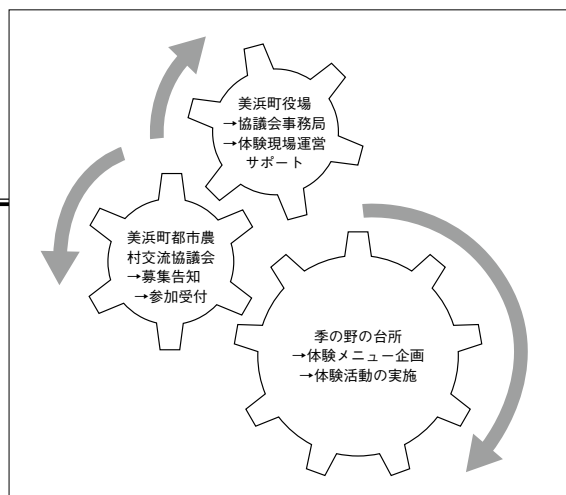 美浜町役場
→協議会事務局
→体験現場運営
サポート
美浜町都市農
村交流協議会
→募集告知
→参加受付
季の野の台所
→体験メニュー企画
→体験活動の実施